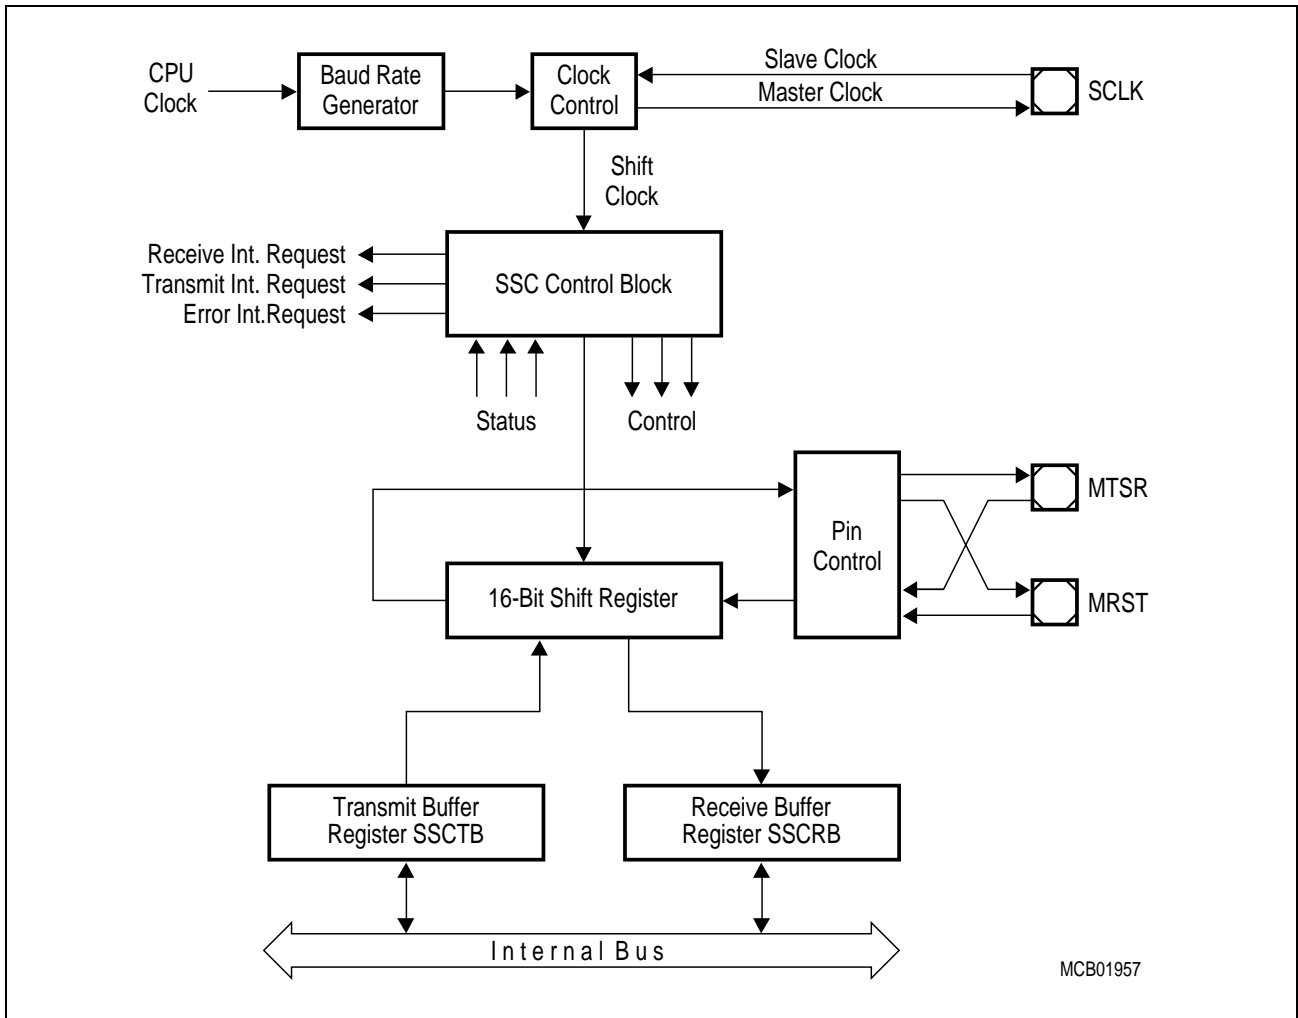 CPU
Clock
Baud Rate
Generator
Clock
Control
Slave Clock
Master Clock
SCLK
Shift
Clock
Receive Int. Request
Transmit Int. Request
Error Int.Request
SSC Control Block
Status
Control
Pin
Control
MTSR
MRST
16-Bit Shift Register
Transmit Buffer
Register SSCTB
Receive Buffer
Register SSCRB
Internal Bus
MCB01957